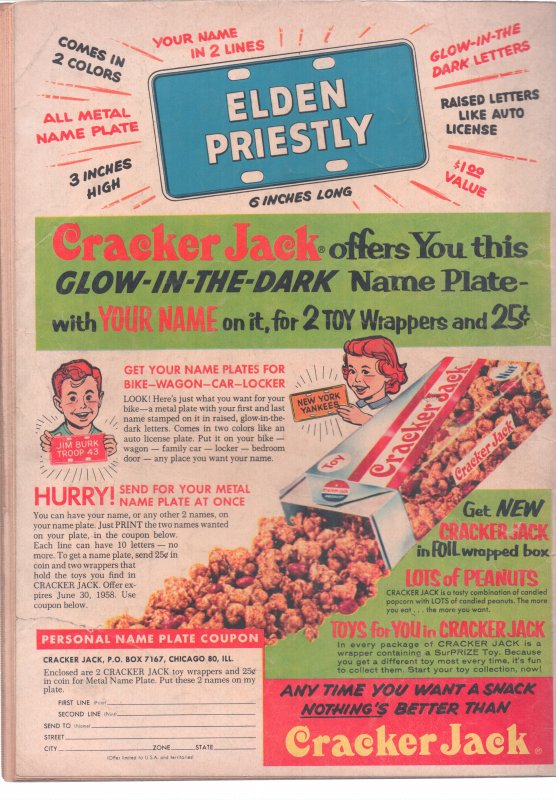 COMES IN
2 COLORS
YOUR NAME
IN 2 LINES
GLOW-IN-THE
DARK LETTERS
ALL METAL
NAME PLATE
ELDEN
PRIESTLY
RAISED LETTERS
LIKE AUTO
LICENSE
3 INCHES
HIGH
6 INCHES LONG
$1.00
VALUE
Cracker Jack® offers You this
GLOW-IN-THE-DARK Name Plate-
with YOUR NAME on it, for 2 TOY Wrappers and 25¢
JIM BURK
TROOP 43
GET YOUR NAME PLATES FOR
BIKE—WAGON—CAR—LOCKER
LOOK! Here's just what you want for your
bike—a metal plate with your first and last
name stamped on it in raised, glow-in-the-
dark letters. Comes in two colors like an
auto license plate. Put it on your bike —
wagon — family car — locker — bedroom
door — any place you want your name.
NEW YORK
YANKEES
HURRY! SEND FOR YOUR METAL
NAME PLATE AT ONCE
You can have your name, or any other 2 names, on
your name plate. Just PRINT the two names wanted
on your plate, in the coupon below.
Each line can have 10 letters — no
more. To get a name plate, send 25¢ in
coin and two wrappers that
hold the toys you find in
CRACKER JACK. Offer ex-
pires June 30, 1958. Use
coupon below.
Toy
Cracker Jack
Cracker Jack
Get NEW
CRACKER JACK
in FOIL wrapped box
LOTS of PEANUTS
CRACKER JACK is a tasty combination of candied
popcorn with LOTS of candied peanuts. The more
you eat . . . the more you want.
TOYS for YOU in CRACKER JACK
In every package of CRACKER JACK is a
wrapper containing a SurPRIZE Toy. Because
you get a different toy most every time, it's fun
to collect them. Start your toy collection, now!
PERSONAL NAME PLATE COUPON
CRACKER JACK, P.O. BOX 7167, CHICAGO 80, ILL.
Enclosed are 2 CRACKER JACK toy wrappers and 25¢
in coin for Metal Name Plate. Put these 2 names on my
plate.
FIRST LINE (Print)
SECOND LINE (Print)
SEND TO (Name)
STREET
CITY ZONE STATE
(Offer limited to U.S.A. and territories)
ANY TIME YOU WANT A SNACK
NOTHING'S BETTER THAN
Cracker Jack®